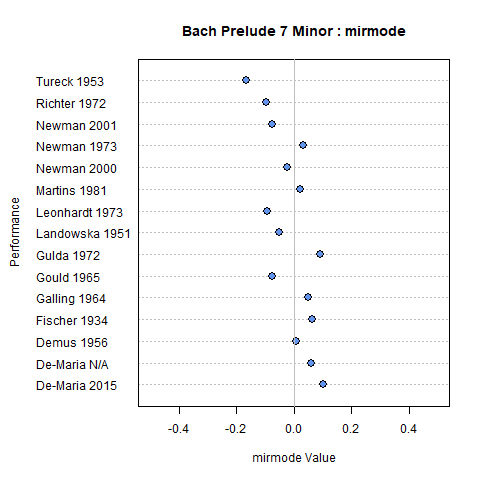 Bach Prelude 7 Minor : mirmode
Performance
Tureck 1953
Richter 1972
Newman 2001
Newman 1973
Newman 2000
Martins 1981
Leonhardt 1973
Landowska 1951
Gulda 1972
Gould 1965
Galling 1964
Fischer 1934
Demus 1956
De-Maria N/A
De-Maria 2015
-0.4 -0.2 0.0 0.2 0.4
mirmode Value